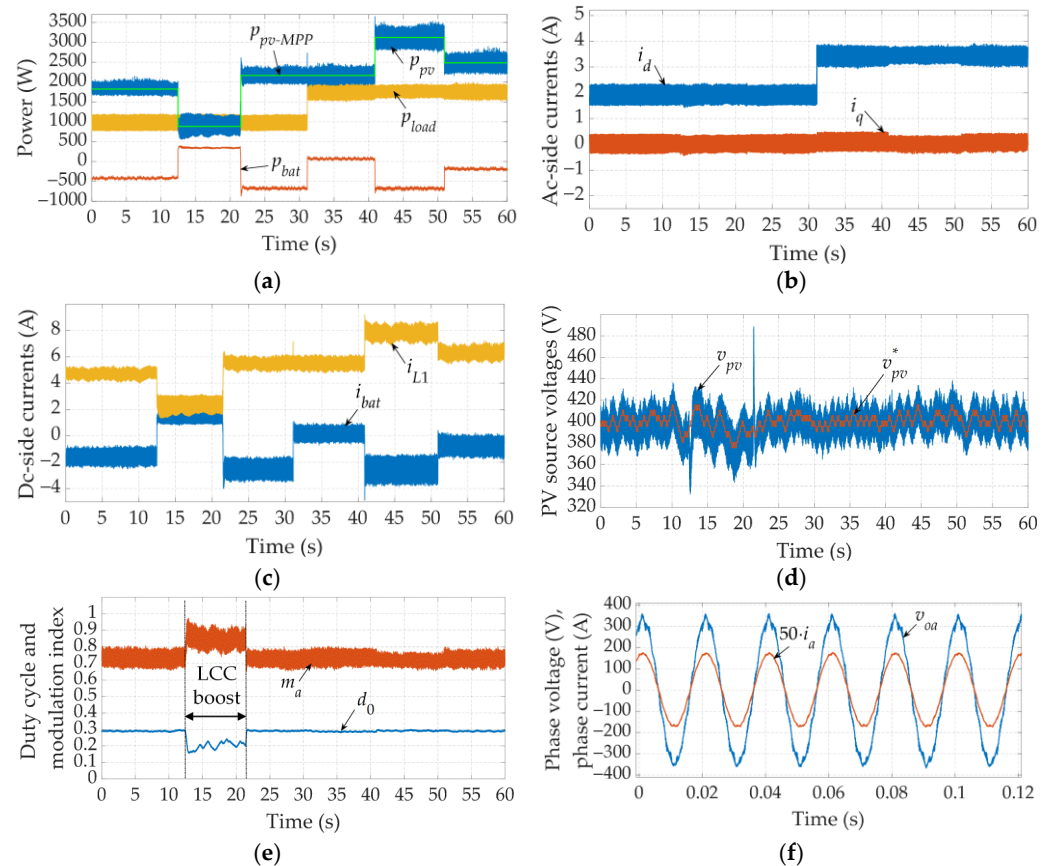 Power (W)
3500
3000
2500
2000
1500
1000
500
0
−500
−1000
p_pv-MPP
p_pv
p_load
p_bat
0 5 10 15 20 25 30 35 40 45 50 55 60
Time (s)
(a)
Ac-side currents (A)
5
4
3
2
1
0
−1
−2
i_d
i_q
0 5 10 15 20 25 30 35 40 45 50 55 60
Time (s)
(b)
Dc-side currents (A)
8
6
4
2
0
−2
−4
i_L1
i_bat
0 5 10 15 20 25 30 35 40 45 50 55 60
Time (s)
(c)
PV source voltages (V)
480
460
440
420
400
380
360
340
320
v_pv
v*_pv
0 5 10 15 20 25 30 35 40 45 50 55 60
Time (s)
(d)
Duty cycle and
modulation index
1
0.9
0.8
0.7
0.6
0.5
0.4
0.3
0.2
0.1
0
LCC
boost
m_a
d_0
0 5 10 15 20 25 30 35 40 45 50 55 60
Time (s)
(e)
Phase voltage (V),
phase current (A)
400
300
200
100
0
−100
−200
−300
−400
50·i_a
v_oa
0 0.02 0.04 0.06 0.08 0.1 0.12
Time (s)
(f)